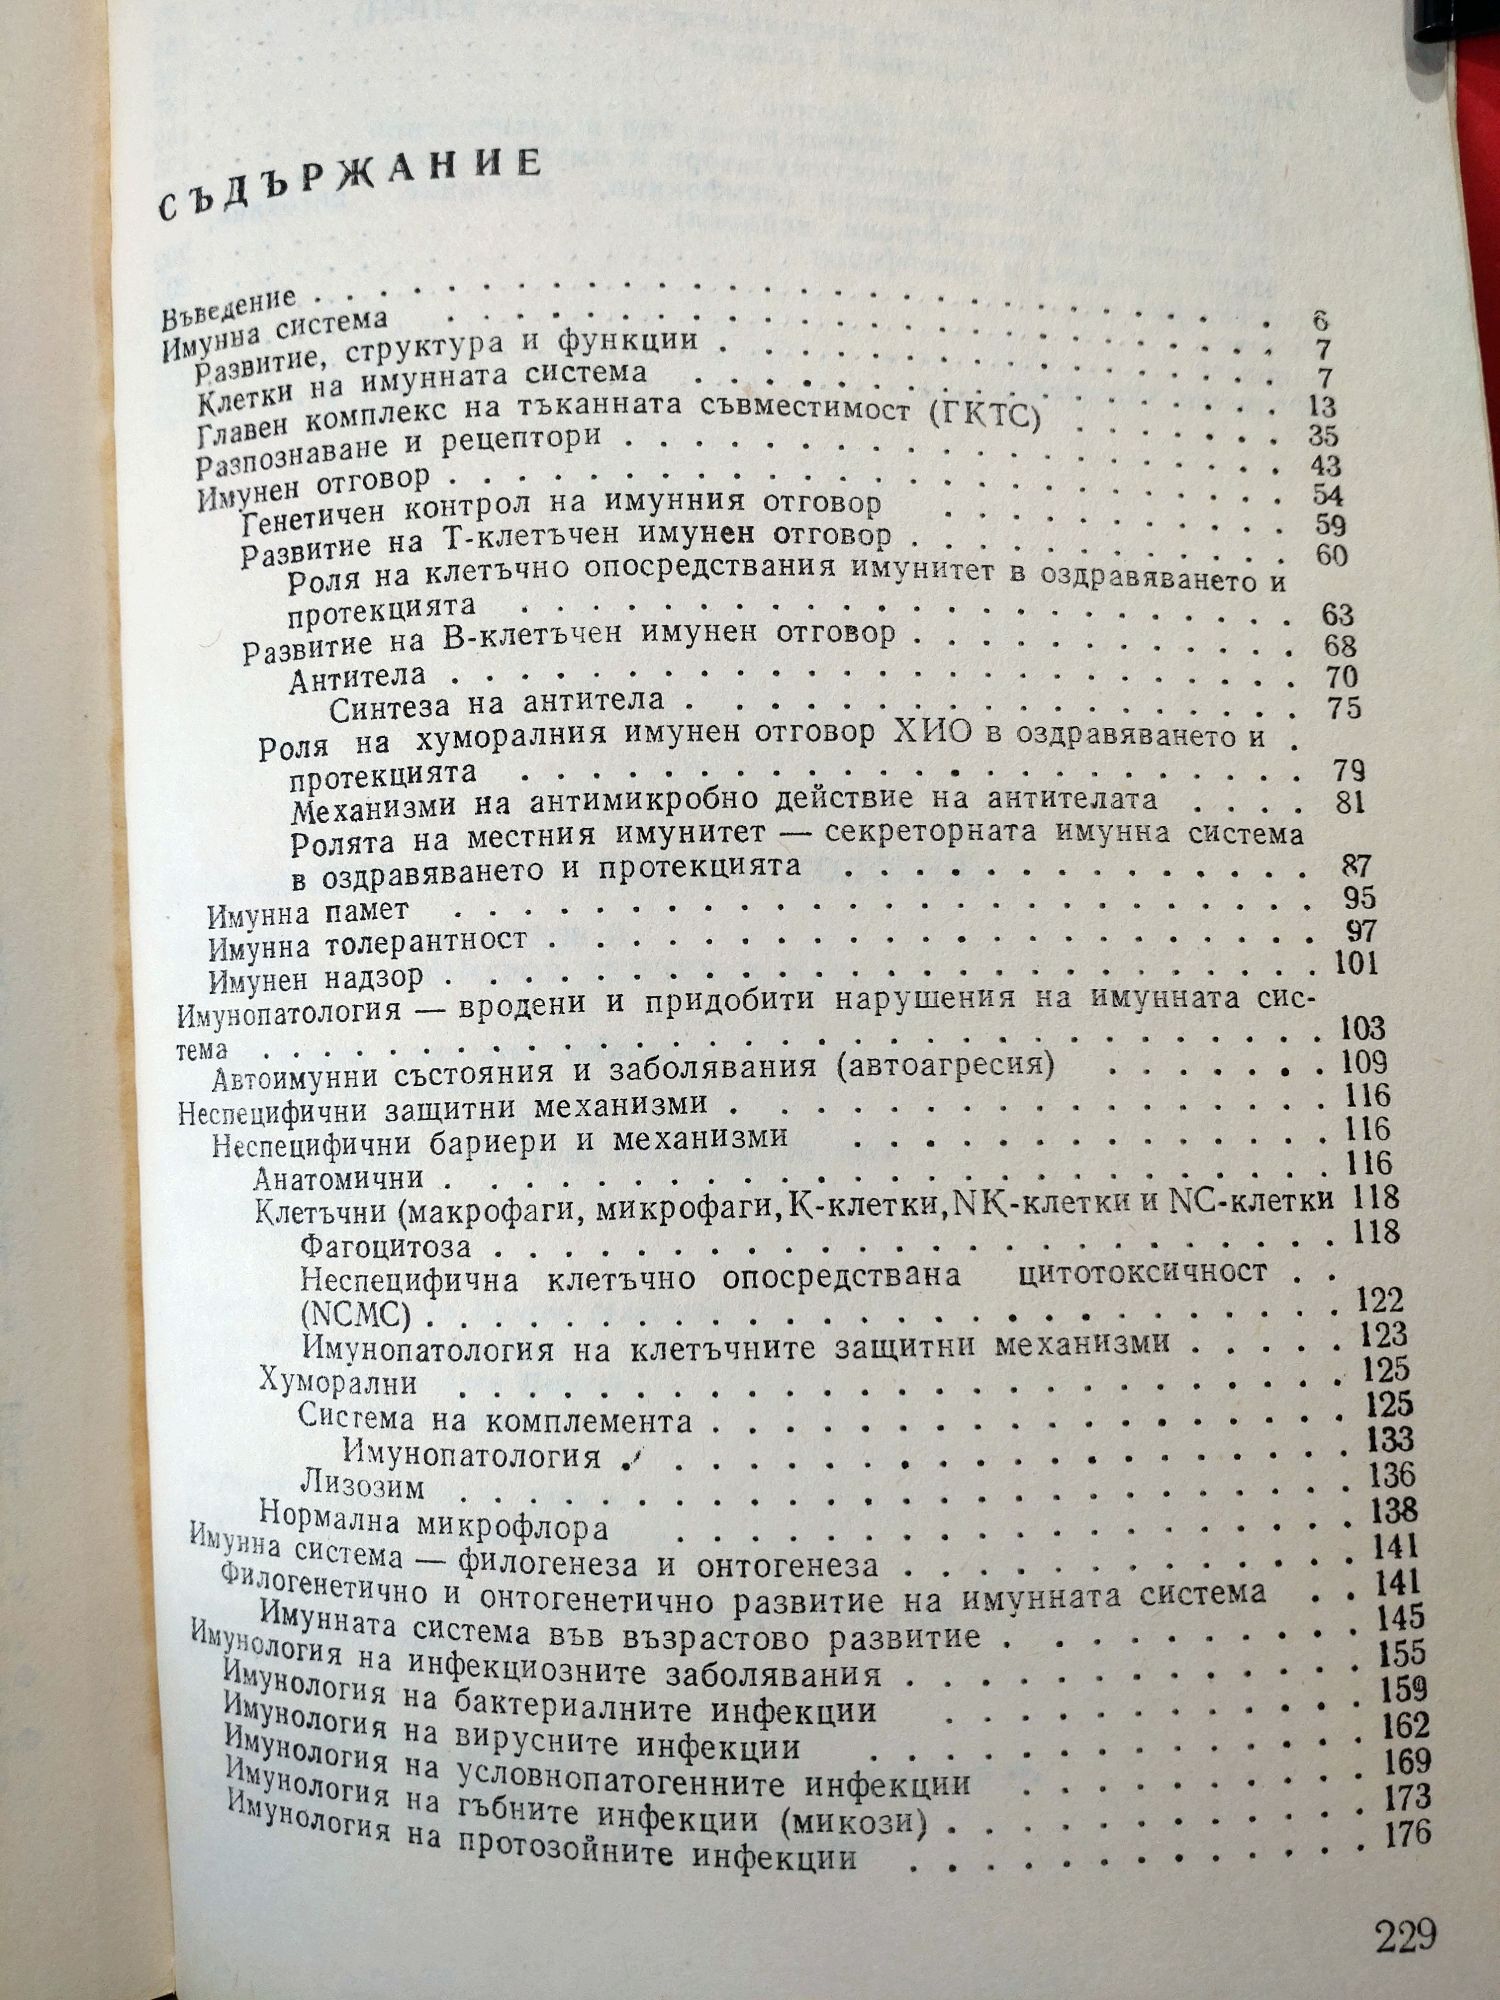 СЪДЪРЖАНИЕ
Въведение . . . . . . . . . . . . . . . . . . . . 6
Имунна система . . . . . . . . . . . . . . . . . . 7
Развитие, структура и функции . . . . . . . . . . . . 7
Клетки на имунната система . . . . . . . . . . . . . 13
Главен комплекс на тъканната съвместимост (ГКТС) . . . . . . 35
Разпознаване и рецептори . . . . . . . . . . . . . . 43
Имунен отговор . . . . . . . . . . . . . . . . . . 54
Генетичен контрол на имунния отговор . . . . . . . . . 59
Развитие на Т-клетъчен имунен отговор . . . . . . . . . 60
Роля на клетъчно опосредствания имунитет в оздравяването и
протекцията . . . . . . . . . . . . . . . . . . 63
Развитие на В-клетъчен имунен отговор . . . . . . . . . 68
Антитела . . . . . . . . . . . . . . . . . . . 70
Синтеза на антитела . . . . . . . . . . . . . . . 75
Роля на хуморалния имунен отговор ХИО в оздравяването и .
протекцията . . . . . . . . . . . . . . . . . . 79
Механизми на антимикробно действие на антителата . . . . 81
Ролята на местния имунитет — секреторната имунна система
в оздравяването и протекцията . . . . . . . . . . . . 87
Имунна памет . . . . . . . . . . . . . . . . . . 95
Имунна толерантност . . . . . . . . . . . . . . . . 97
Имунен надзор . . . . . . . . . . . . . . . . . . 101
Имунопатология — вродени и придобити нарушения на имунната сис-
тема . . . . . . . . . . . . . . . . . . . . . 103
Автоимунни състояния и заболявания (автоагресия) . . . . . . 109
Неспецифични защитни механизми . . . . . . . . . . . . 116
Неспецифични бариери и механизми . . . . . . . . . . . 116
Анатомични . . . . . . . . . . . . . . . . . . 116
Клетъчни (макрофаги, микрофаги, К-клетки, NK-клетки и NC-клетки 118
Фагоцитоза . . . . . . . . . . . . . . . . . . 118
Неспецифична клетъчно опосредствана цитотоксичност . .
(NCMC) . . . . . . . . . . . . . . . . . . . 122
Имунопатология на клетъчните защитни механизми . . . . . 123
Хуморални . . . . . . . . . . . . . . . . . . . 125
Система на комплемента . . . . . . . . . . . . . . 125
Имунопатология . . . . . . . . . . . . . . . . 133
Лизозим . . . . . . . . . . . . . . . . . . . 136
Нормална микрофлора . . . . . . . . . . . . . . . 138
Имунна система — филогенеза и онтогенеза . . . . . . . . . 141
Филогенетично и онтогенетично развитие на имунната система . . 141
Имунната система във възрастово развитие . . . . . . . . 145
Имунология на инфекциозните заболявания . . . . . . . . . 155
Имунология на бактериалните инфекции . . . . . . . . . . 159
Имунология на вирусните инфекции . . . . . . . . . . . 162
Имунология на условнопатогенните инфекции . . . . . . . . 169
Имунология на гъбните инфекции (микози) . . . . . . . . . 173
Имунология на протозойните инфекции . . . . . . . . . . 176
229